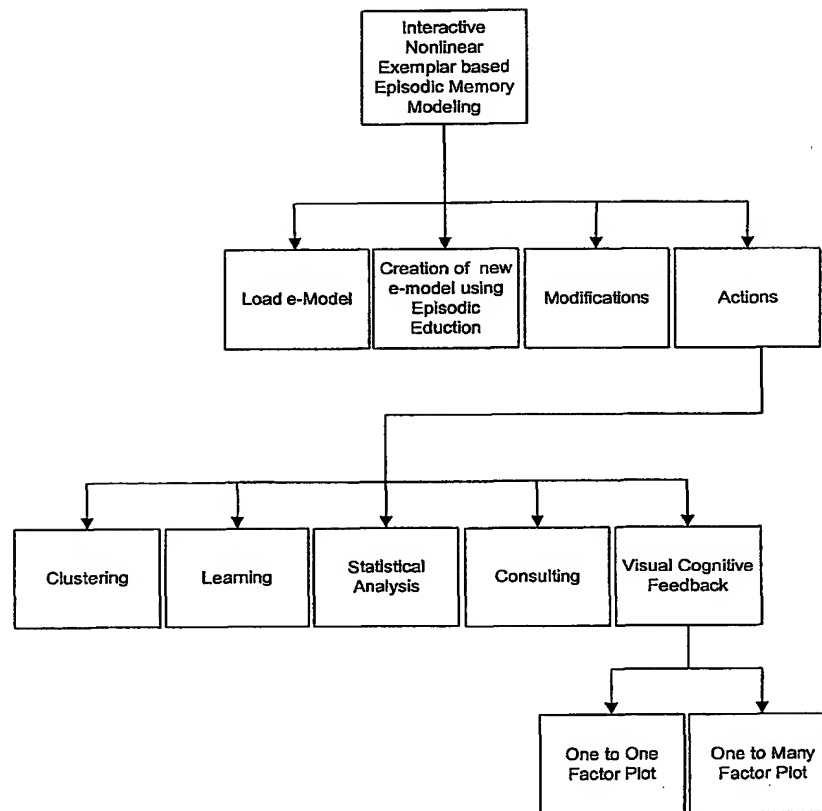 Interactive
Nonlinear
Exemplar based
Episodic Memory
Modeling
Load e-Model
Creation of new
e-model using
Episodic
Eduction
Modifications
Actions
Clustering
Learning
Statistical
Analysis
Consulting
Visual Cognitive
Feedback
One to One
Factor Plot
One to Many
Factor Plot